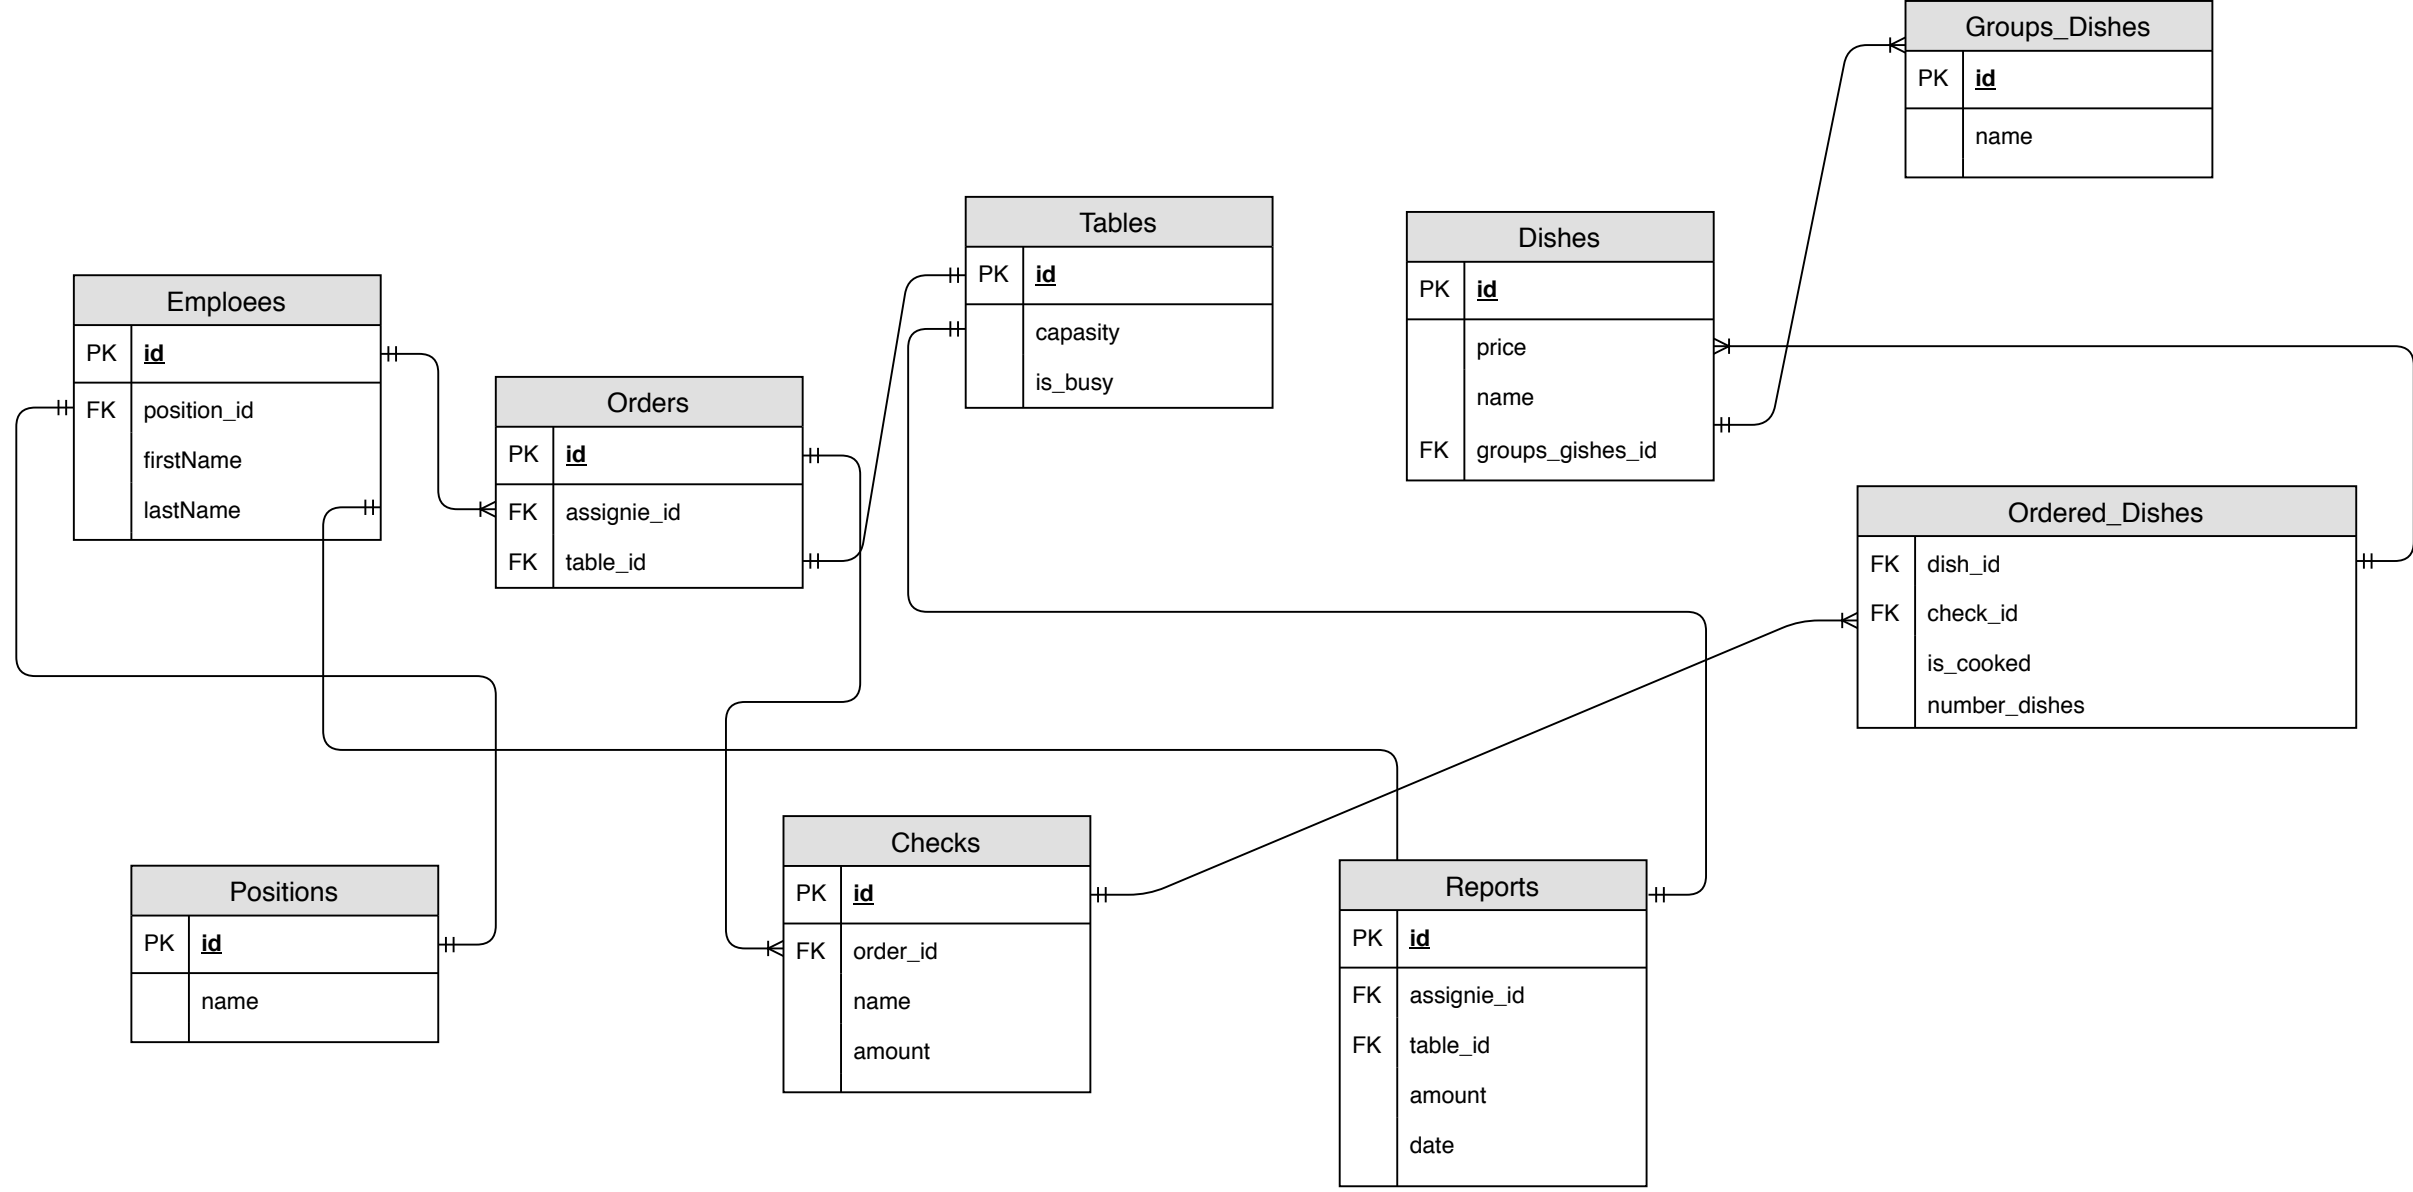 Groups_Dishes
PK id
name
Tables
PK id
capasity
is_busy
Dishes
PK id
price
name
FK groups_gishes_id
Emploees
PK id
FK position_id
firstName
lastName
Orders
PK id
FK assignie_id
FK table_id
Ordered_Dishes
FK dish_id
FK check_id
is_cooked
number_dishes
Positions
PK id
name
Checks
PK id
FK order_id
name
amount
Reports
PK id
FK assignie_id
FK table_id
amount
date